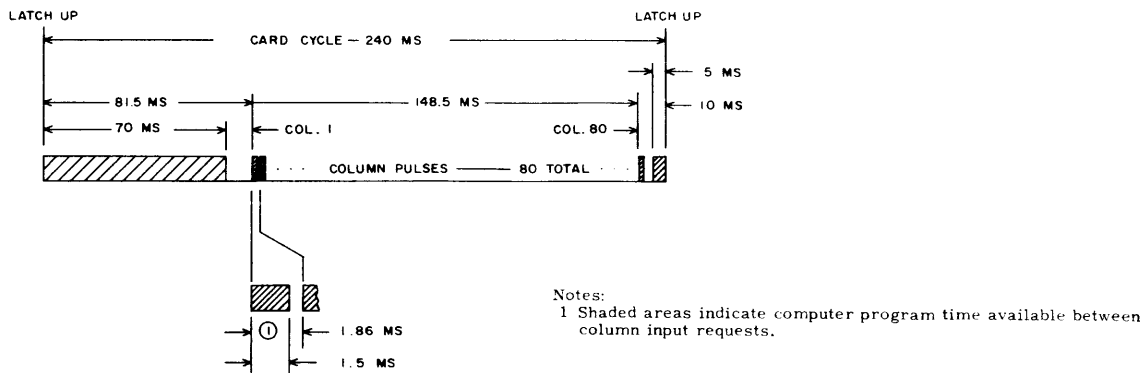 LATCH UP
LATCH UP
CARD CYCLE — 240 MS
5 MS
81.5 MS
148.5 MS
10 MS
70 MS
COL. 1
COL. 80
COLUMN PULSES — 80 TOTAL
1
1.86 MS
1.5 MS
Notes:
1 Shaded areas indicate computer program time available between
column input requests.